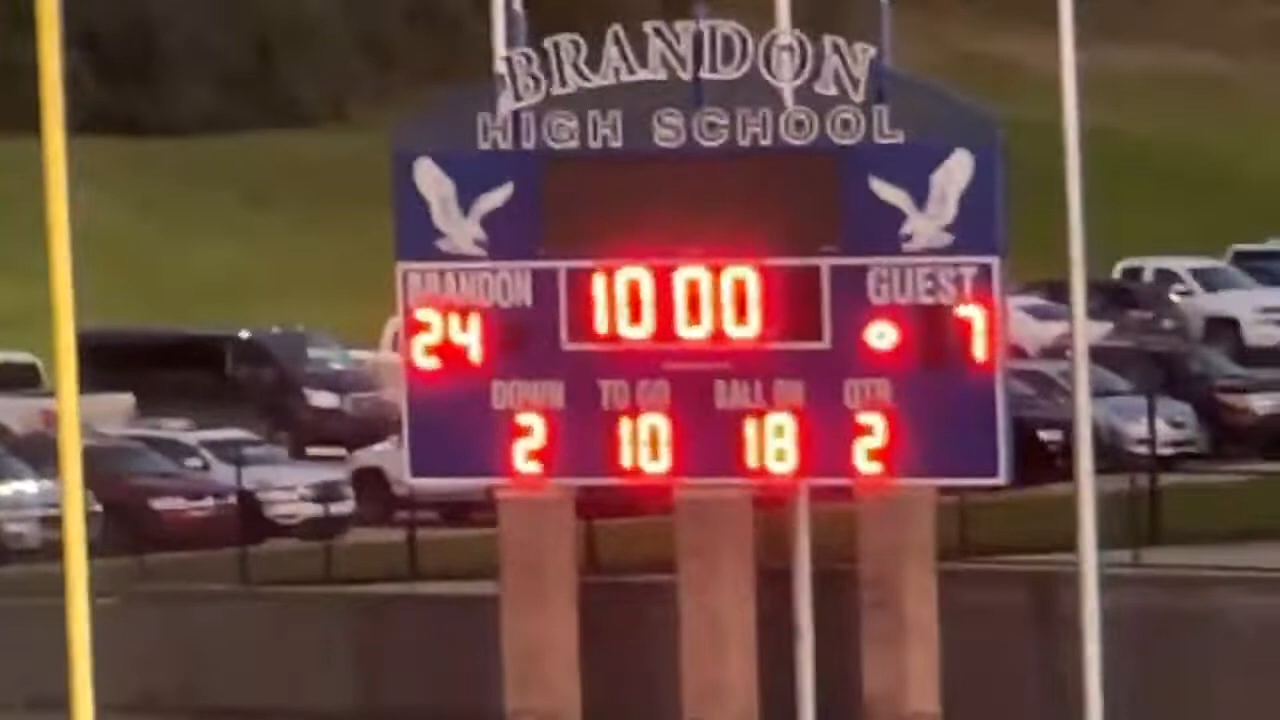 BRANDON
HIGH SCHOOL
BRANDON 10 00 GUEST
24 7
DOWN TO GO BALL ON QTR
2 10 18 2